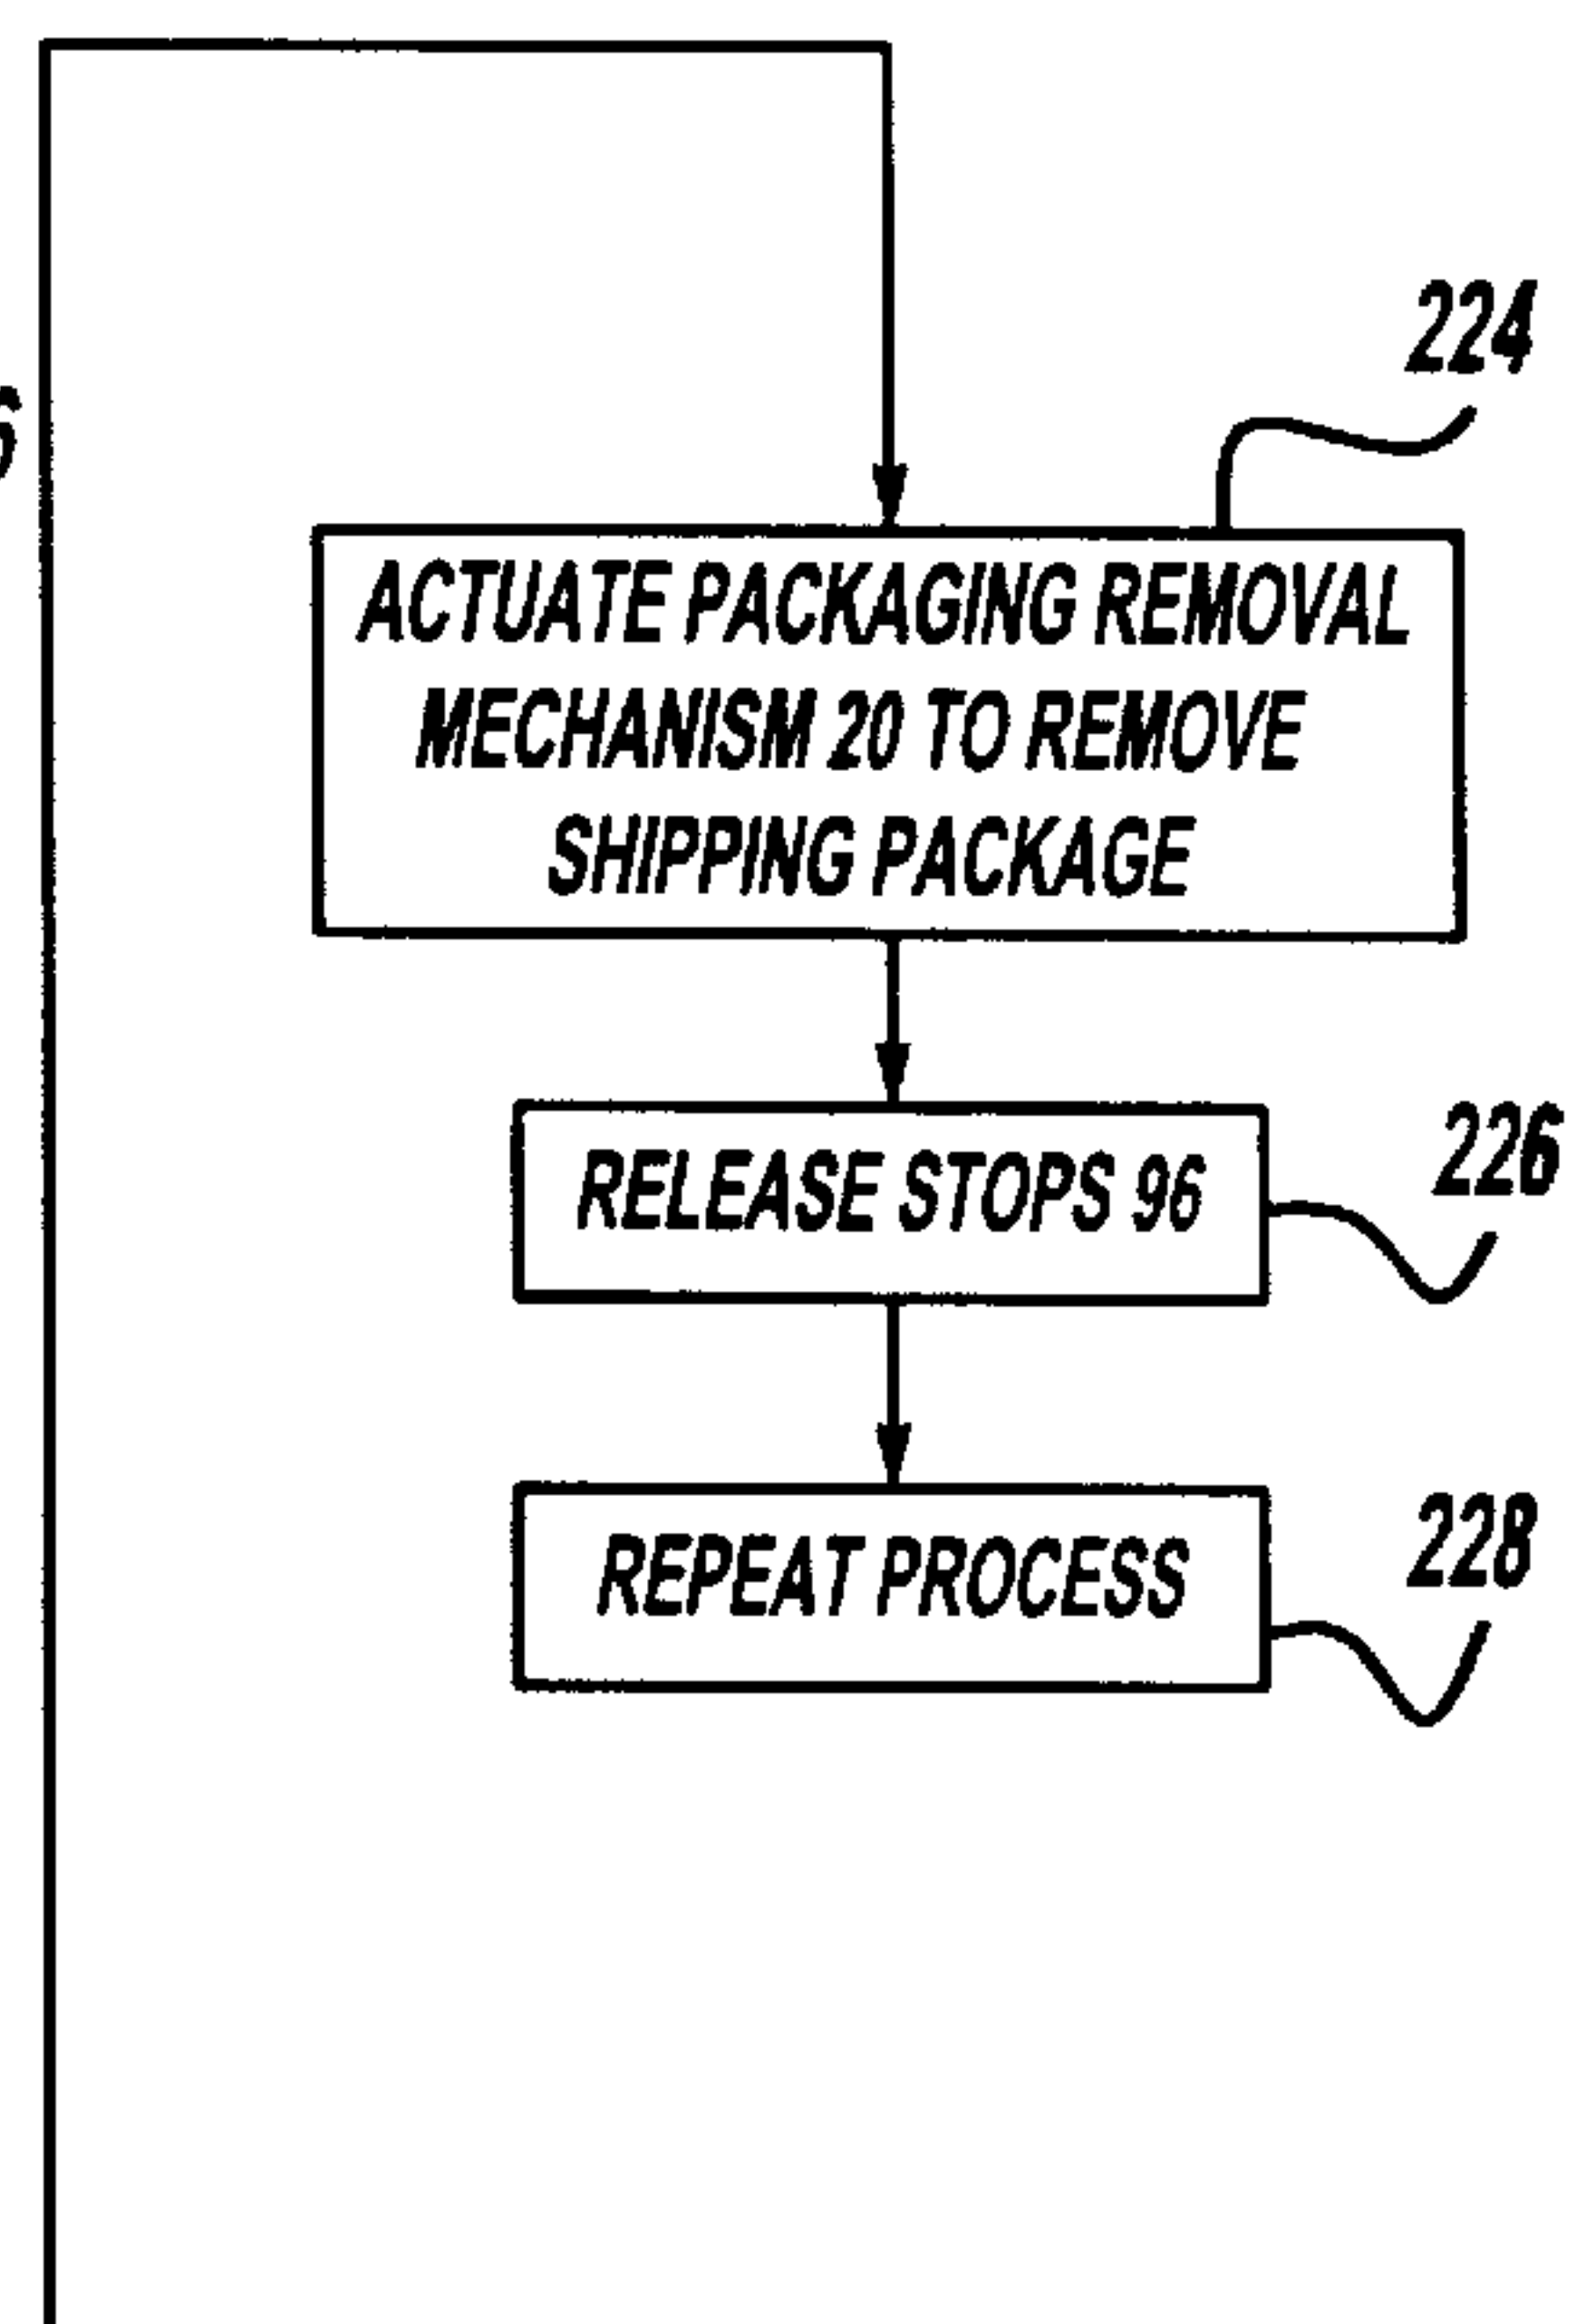 224
ACTUATE PACKAGING REMOVAL
MECHANISM 20 TO REMOVE
SHIPPING PACKAGE
226
RELEASE STOPS 96
228
REPEAT PROCESS